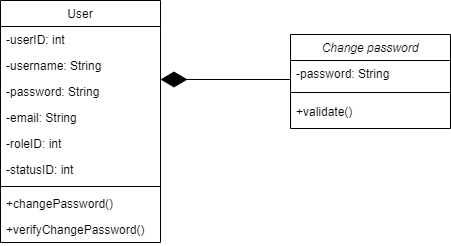 User
-userID: int
-username: String
-password: String
-email: String
-roleID: int
-statusID: int
+changePassword()
+verifyChangePassword()
Change password
-password: String
+validate()